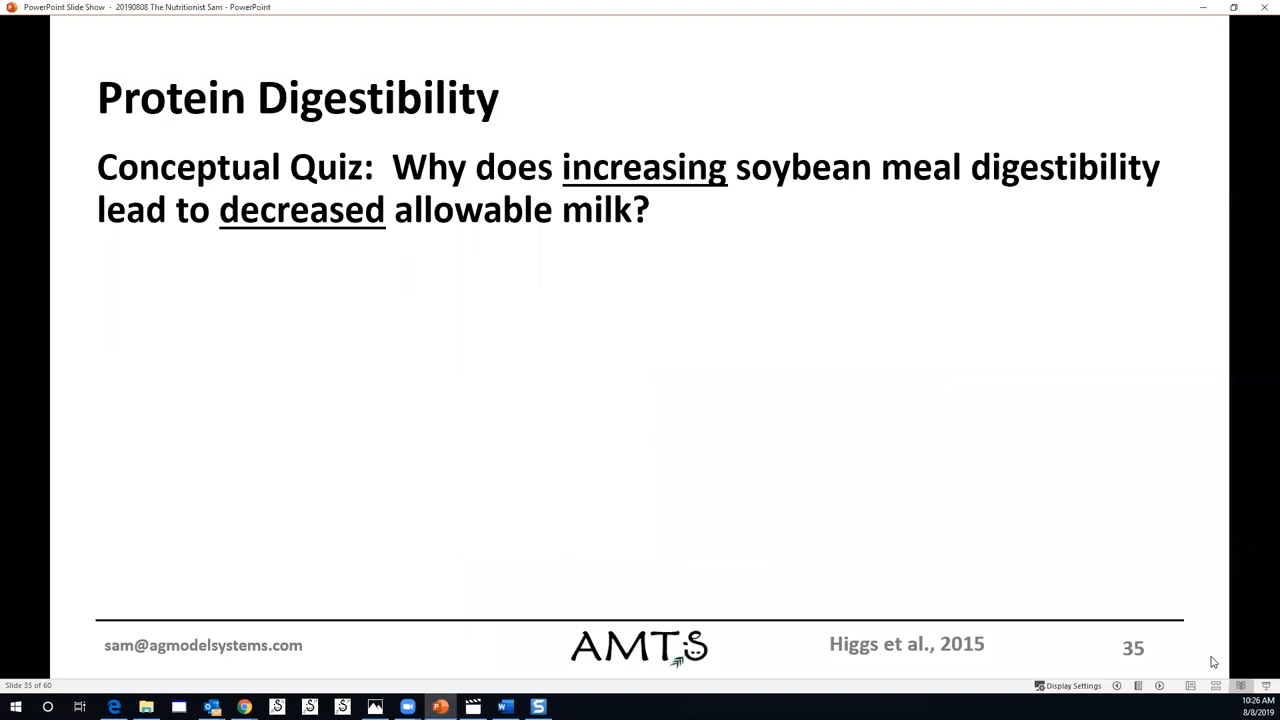 PowerPoint Slide Show - 20190808 The Nutritionist Sam - PowerPoint
Protein Digestibility
Conceptual Quiz: Why does increasing soybean meal digestibility
lead to decreased allowable milk?
sam@agmodelsystems.com
AMTS
Higgs et al., 2015
35
Slide 35 of 60
Display Settings
10:26 AM
8/8/2019